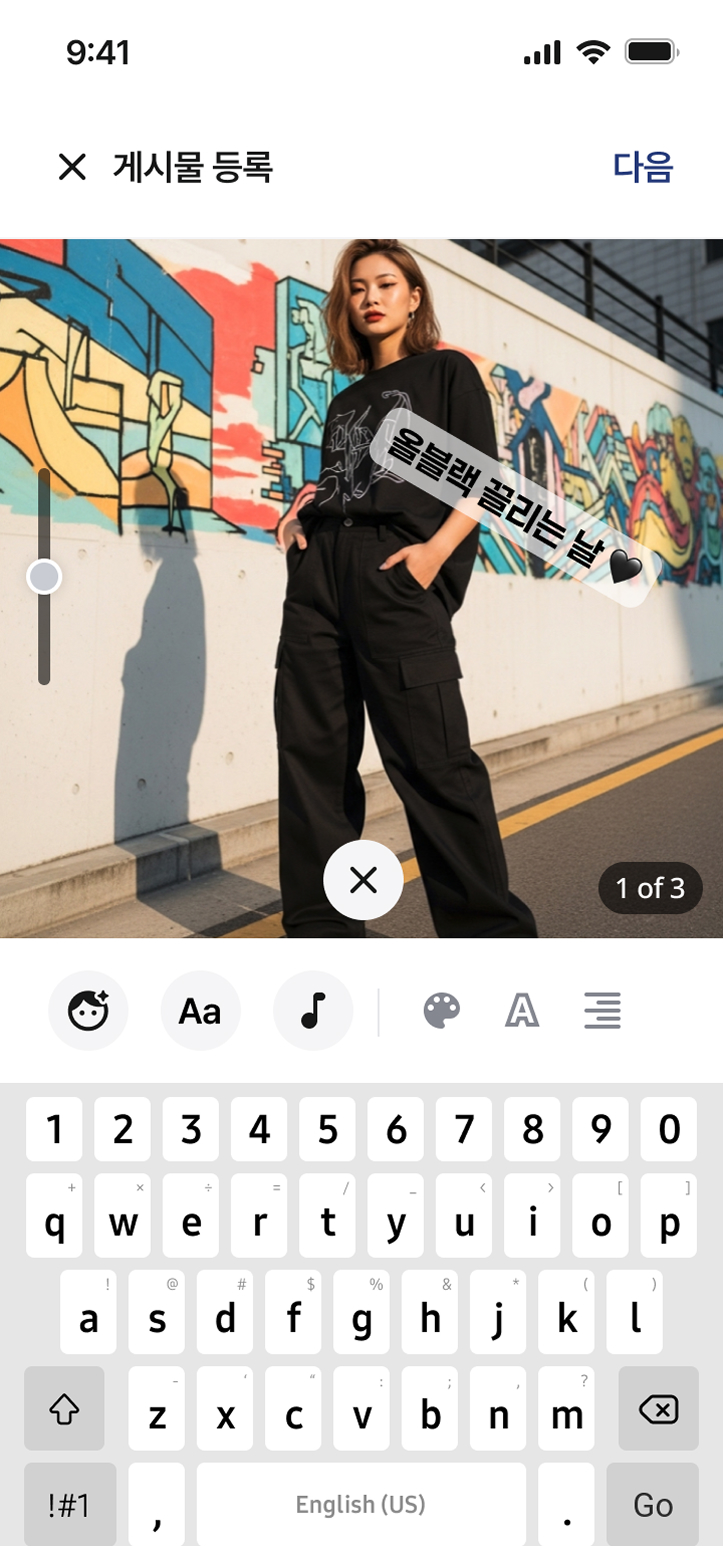 9:41
게시물 등록
다음
올블랙 끌리는 날 🖤
1 of 3
Aa
A
1 2 3 4 5 6 7 8 9 0
+ × ÷ = / _ < > [ ]
q w e r t y u i o p
! @ # $ % & * ( )
a s d f g h j k l
- ' " : ; , ?
z x c v b n m
!#1 , English (US) . Go